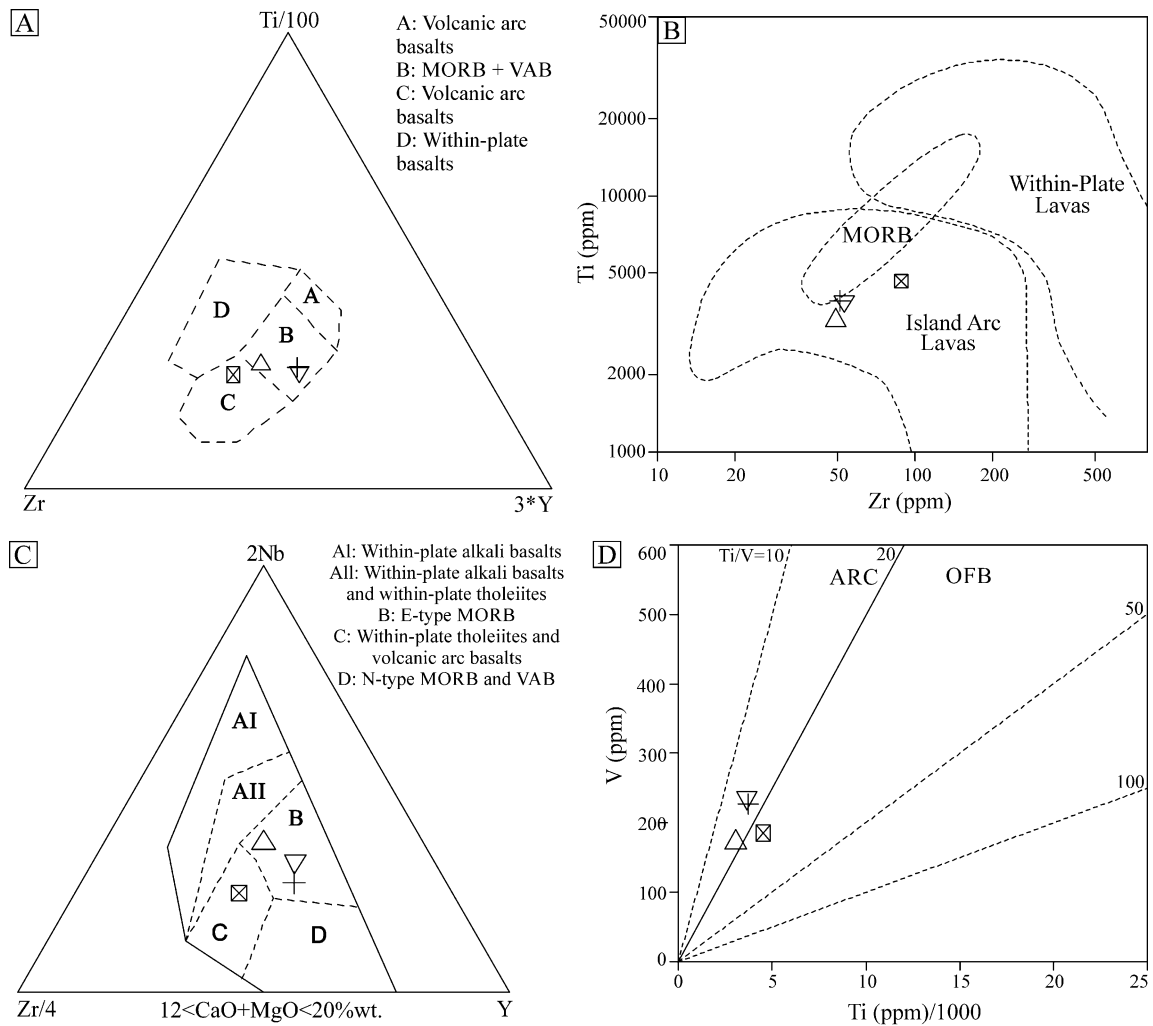 A
Ti/100
A: Volcanic arc
basalts
B: MORB + VAB
C: Volcanic arc
basalts
D: Within-plate
basalts
D
A
B
C
Zr
3*Y
B
50000
20000
10000
5000
2000
1000
Ti (ppm)
Within-Plate
Lavas
MORB
Island Arc
Lavas
10
20
50
100
200
500
Zr (ppm)
C
2Nb
AI: Within-plate alkali basalts
AII: Within-plate alkali basalts
and within-plate tholeiites
B: E-type MORB
C: Within-plate tholeiites and
volcanic arc basalts
D: N-type MORB and VAB
AI
AII
B
C
D
Zr/4
12<CaO+MgO<20%wt.
Y
D
600
500
400
300
200
100
0
V (ppm)
Ti/V=10
20
ARC
OFB
50
100
0
5
10
15
20
25
Ti (ppm)/1000